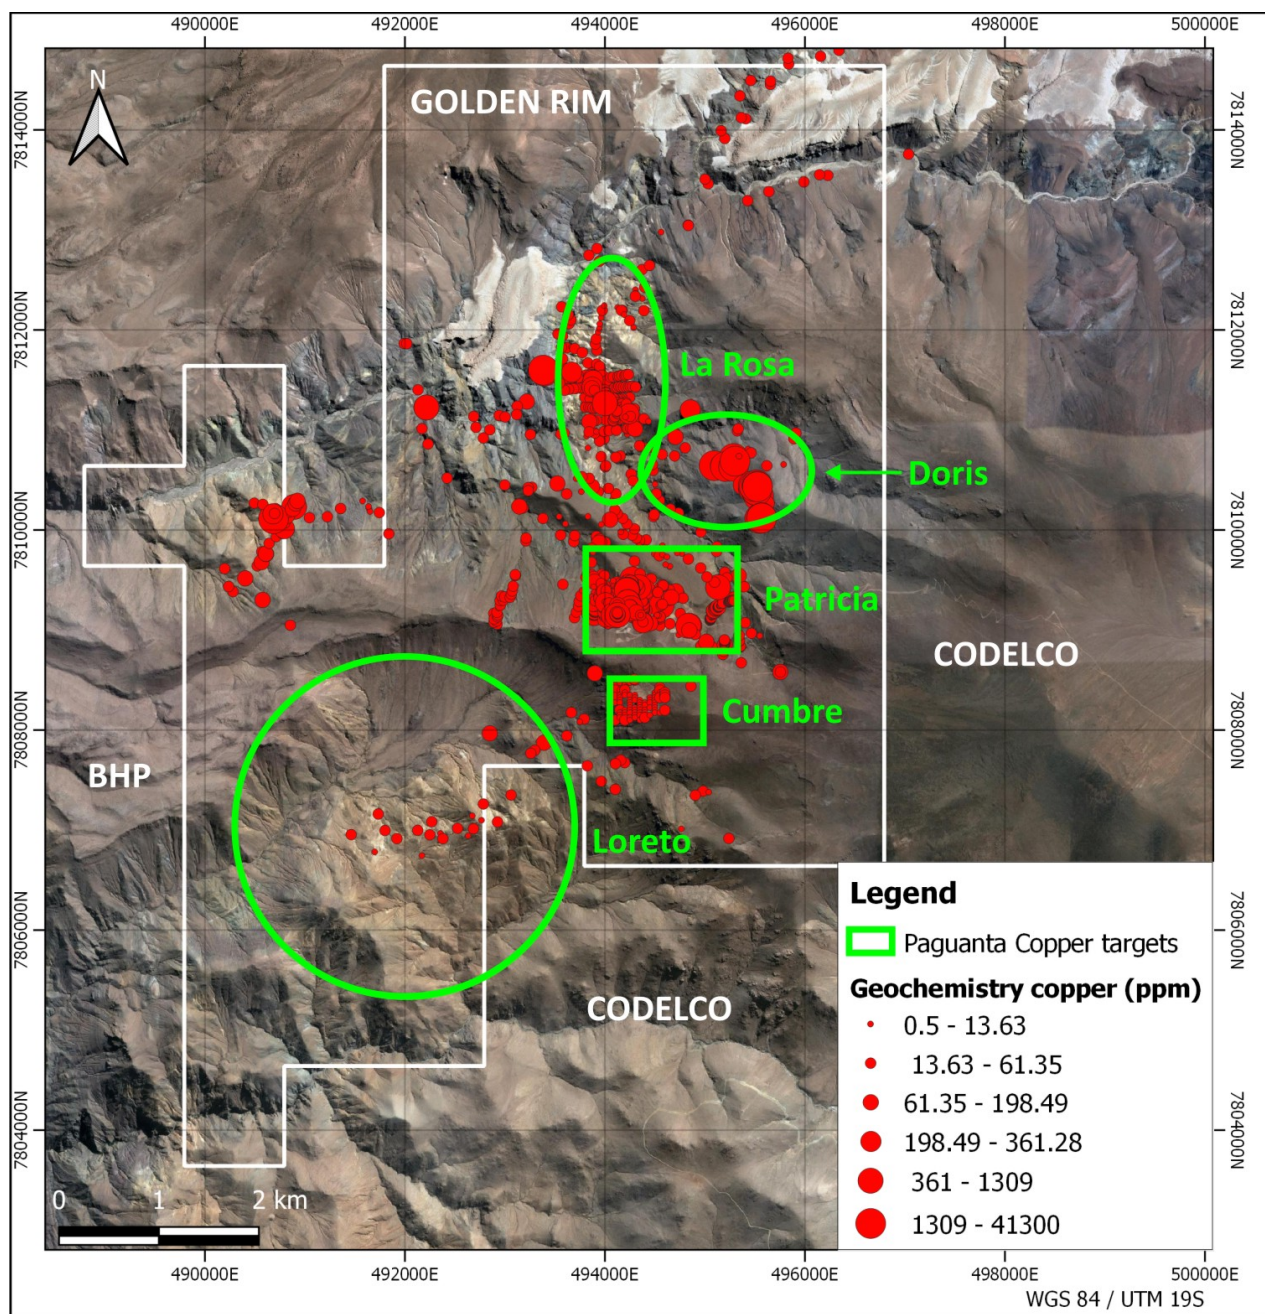 490000E 492000E 494000E 496000E 498000E 500000E
N
GOLDEN RIM
7814000N 7814000N
7812000N 7812000N
La Rosa
Doris
7810000N 7810000N
Patricia
CODELCO
Cumbre
7808000N 7808000N
BHP
Loreto
Legend
Paguanta Copper targets
7806000N 7806000N
Geochemistry copper (ppm)
CODELCO
0.5 - 13.63
13.63 - 61.35
61.35 - 198.49
7804000N 7804000N
198.49 - 361.28
361 - 1309
0 1 2 km
1309 - 41300
490000E 492000E 494000E 496000E 498000E 500000E
WGS 84 / UTM 19S